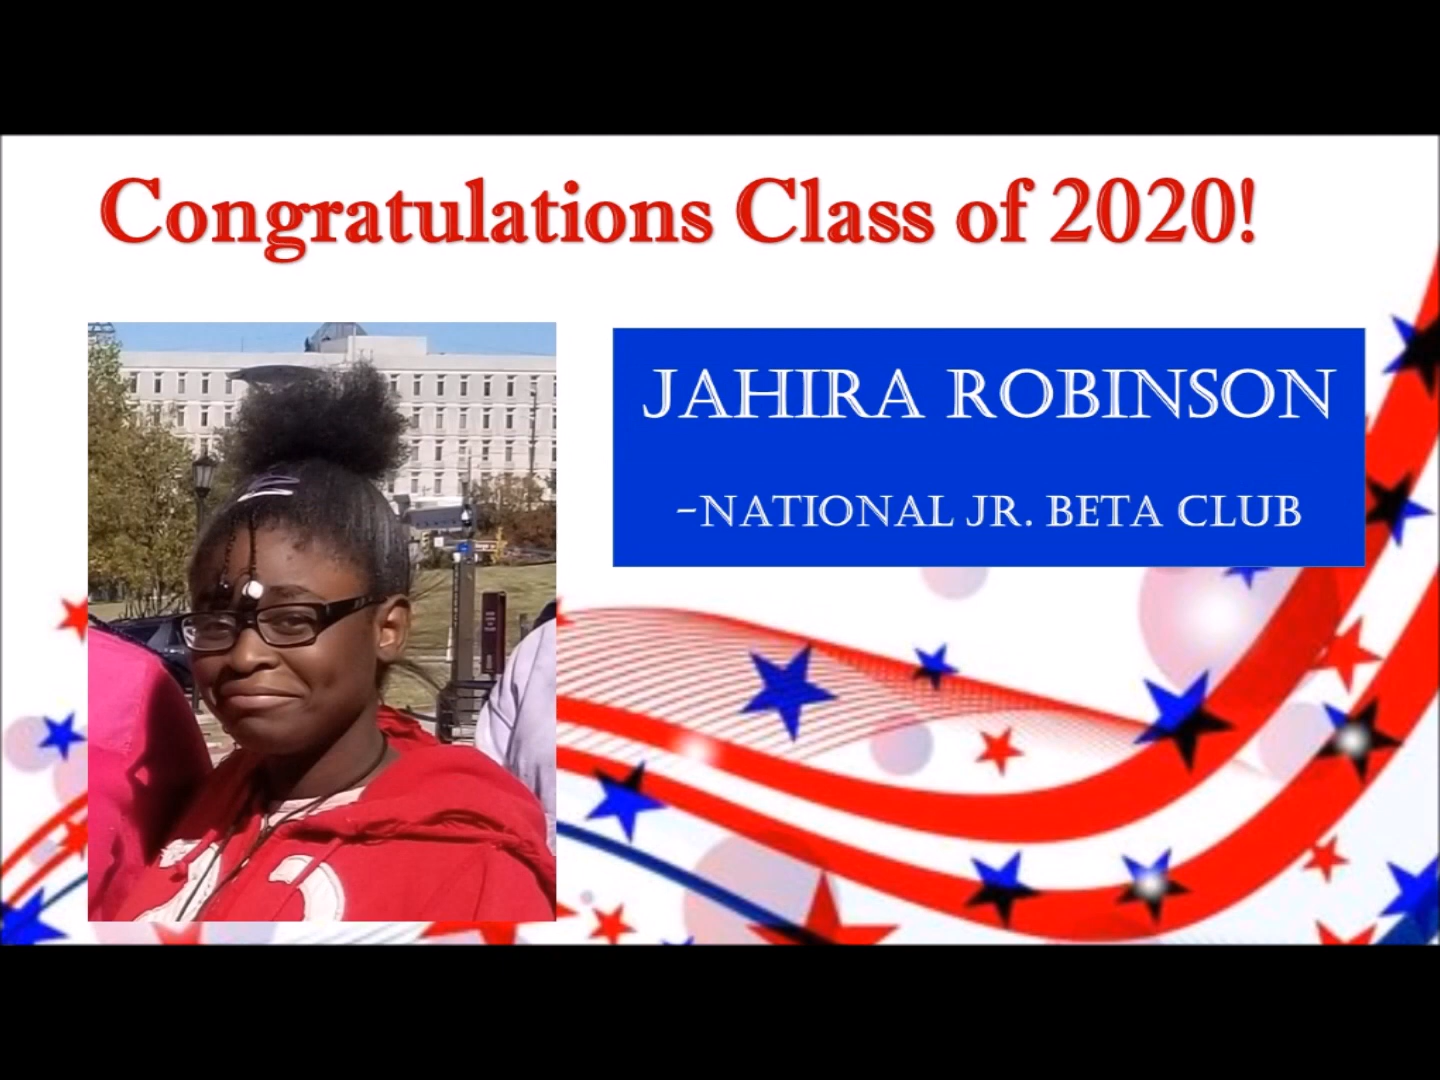 Congratulations Class of 2020!
JAHIRA ROBINSON
-NATIONAL JR. BETA CLUB